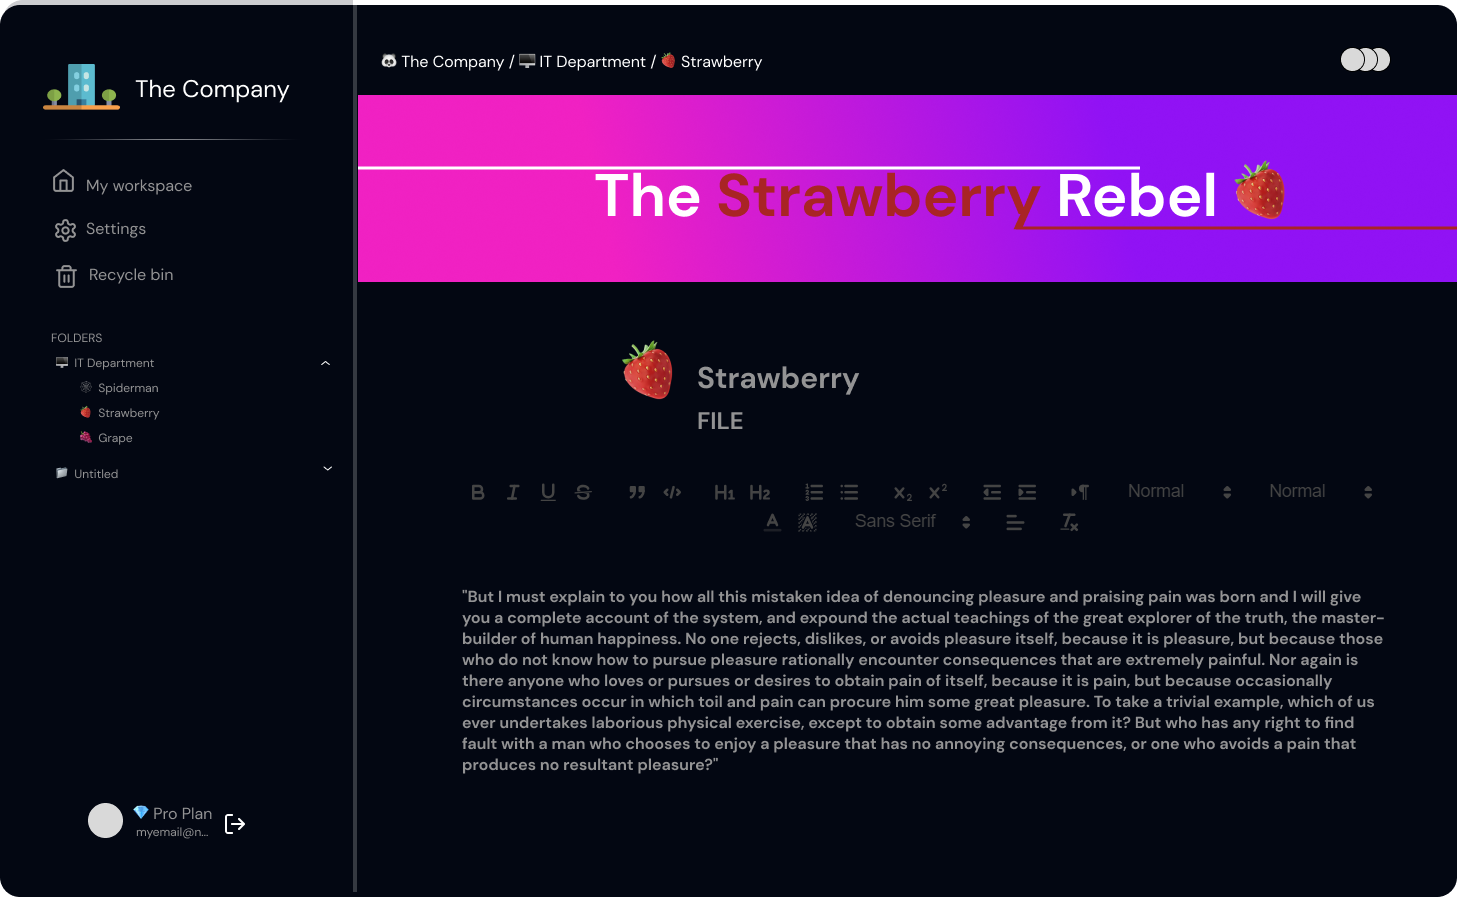 The Company
My workspace
Settings
Recycle bin
FOLDERS
IT Department
Spiderman
Strawberry
Grape
Untitled
Pro Plan
myemail@n...
The Company / IT Department / Strawberry
The Strawberry Rebel
Strawberry
FILE
B I U S ” </> H1 H2 x2 x2 ¶ Normal Normal
A A Sans Serif Tx
"But I must explain to you how all this mistaken idea of denouncing pleasure and praising pain was born and I will give
you a complete account of the system, and expound the actual teachings of the great explorer of the truth, the master-
builder of human happiness. No one rejects, dislikes, or avoids pleasure itself, because it is pleasure, but because those
who do not know how to pursue pleasure rationally encounter consequences that are extremely painful. Nor again is
there anyone who loves or pursues or desires to obtain pain of itself, because it is pain, but because occasionally
circumstances occur in which toil and pain can procure him some great pleasure. To take a trivial example, which of us
ever undertakes laborious physical exercise, except to obtain some advantage from it? But who has any right to find
fault with a man who chooses to enjoy a pleasure that has no annoying consequences, or one who avoids a pain that
produces no resultant pleasure?"